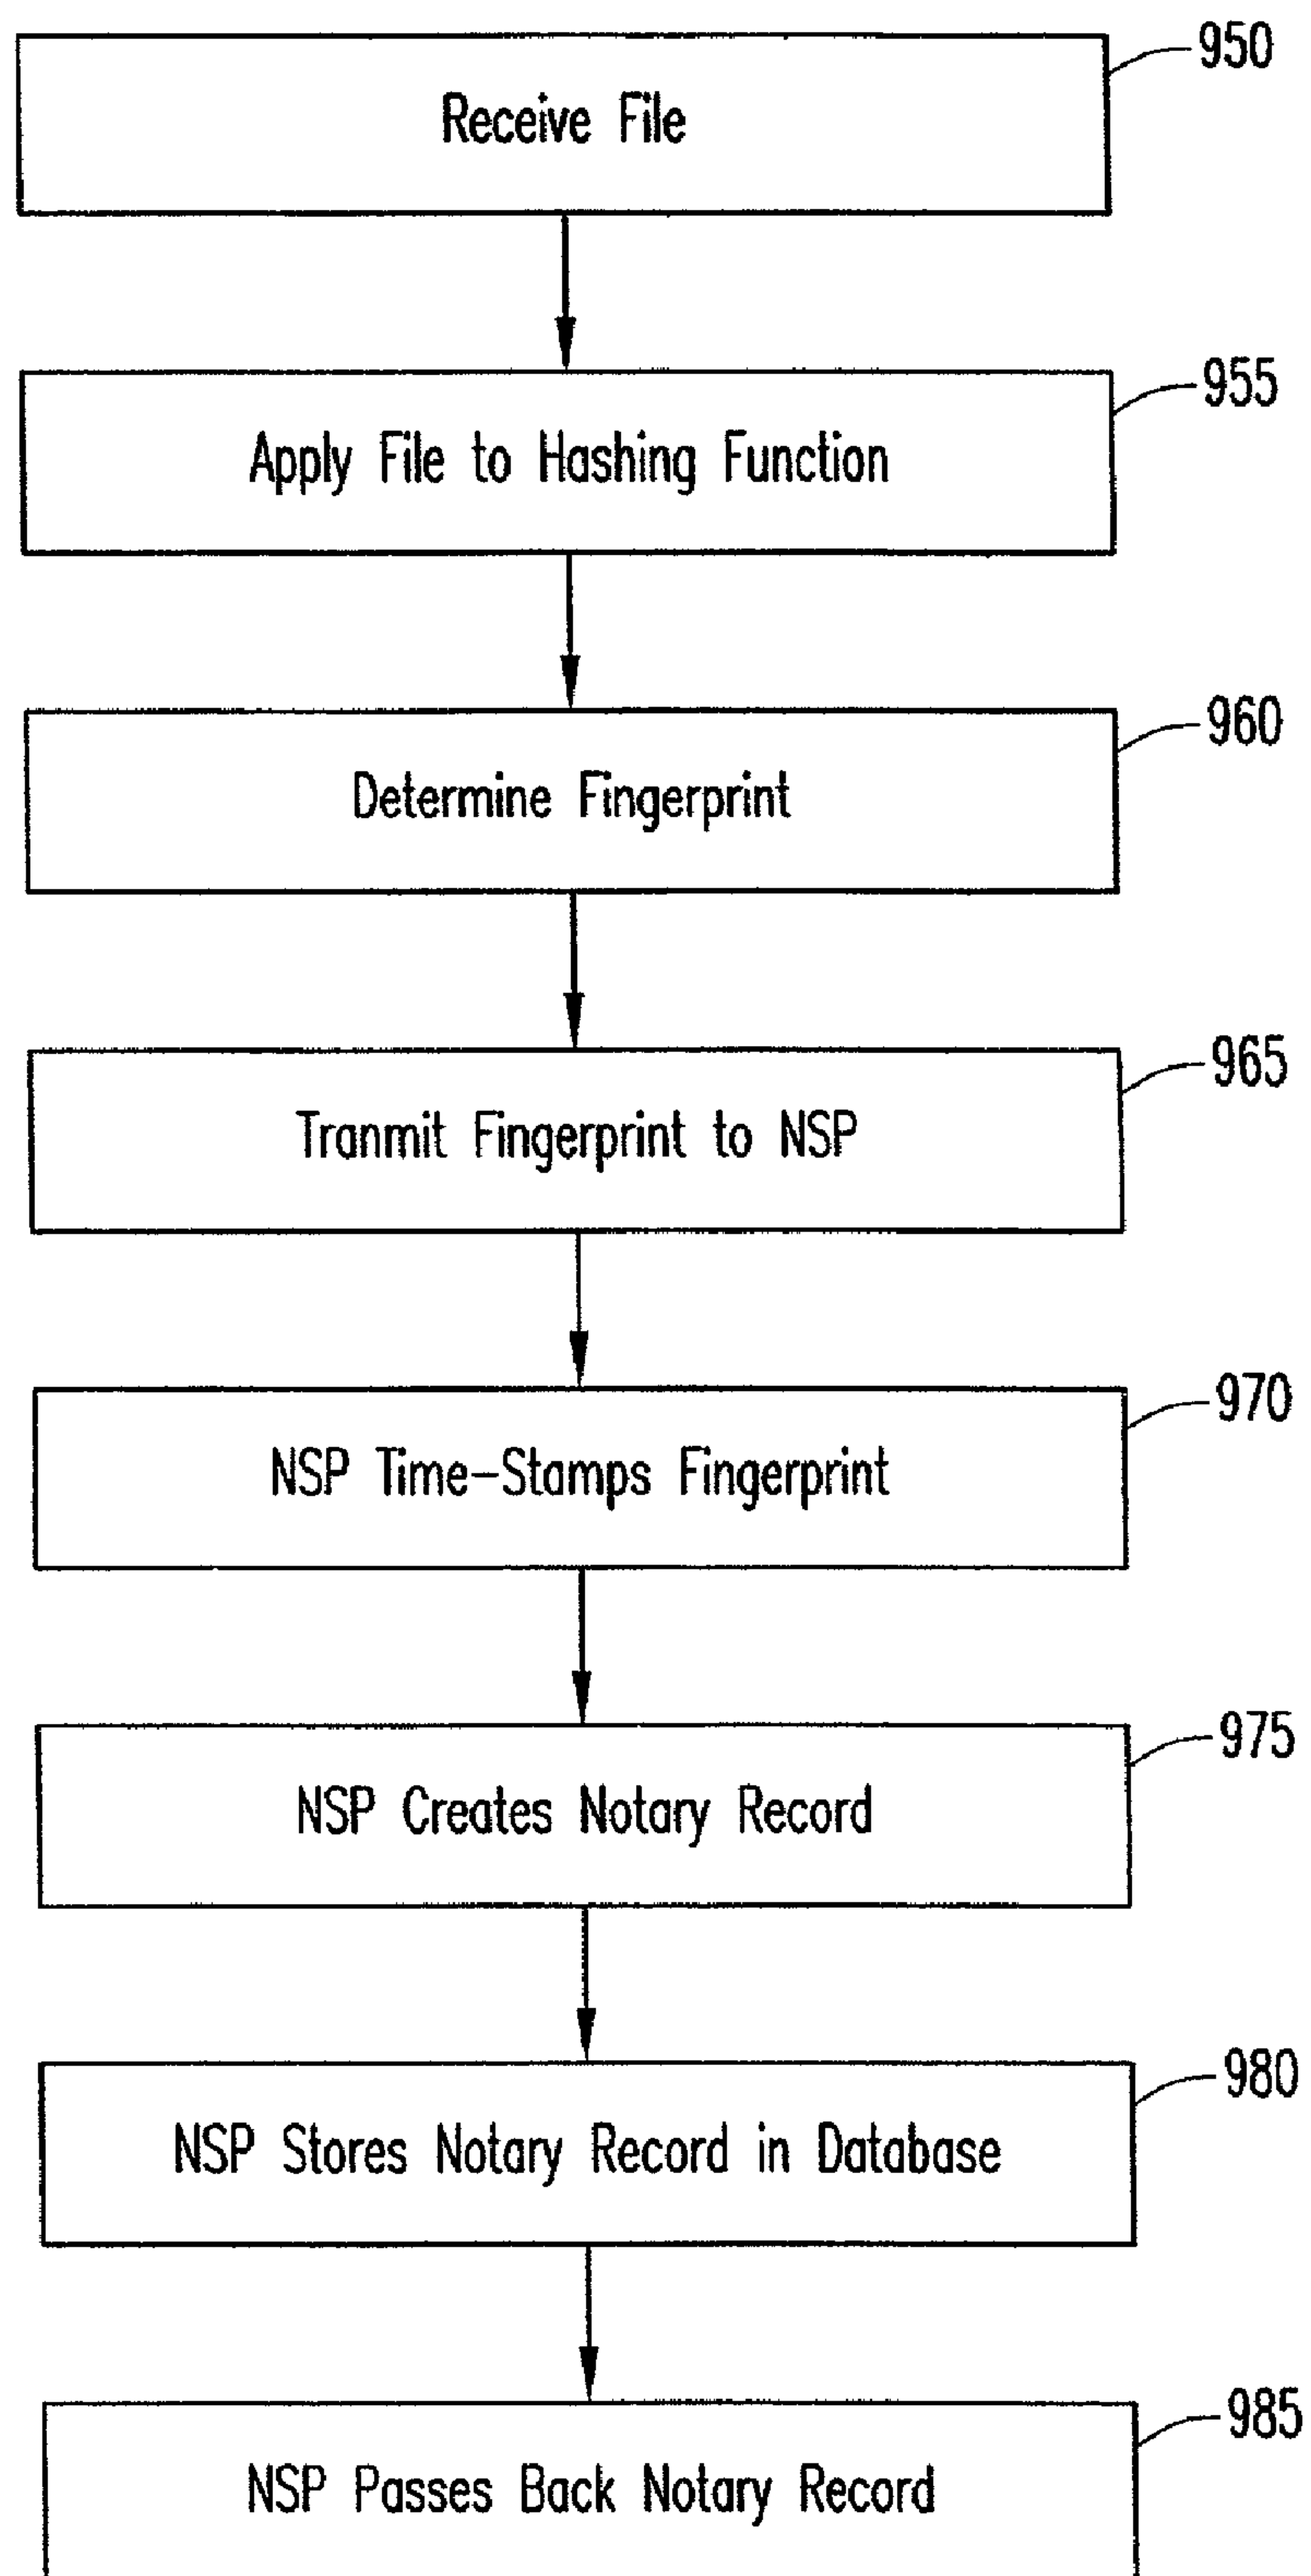 950
Receive File
955
Apply File to Hashing Function
960
Determine Fingerprint
965
Tranmit Fingerprint to NSP
970
NSP Time-Stamps Fingerprint
975
NSP Creates Notary Record
980
NSP Stores Notary Record in Database
985
NSP Passes Back Notary Record